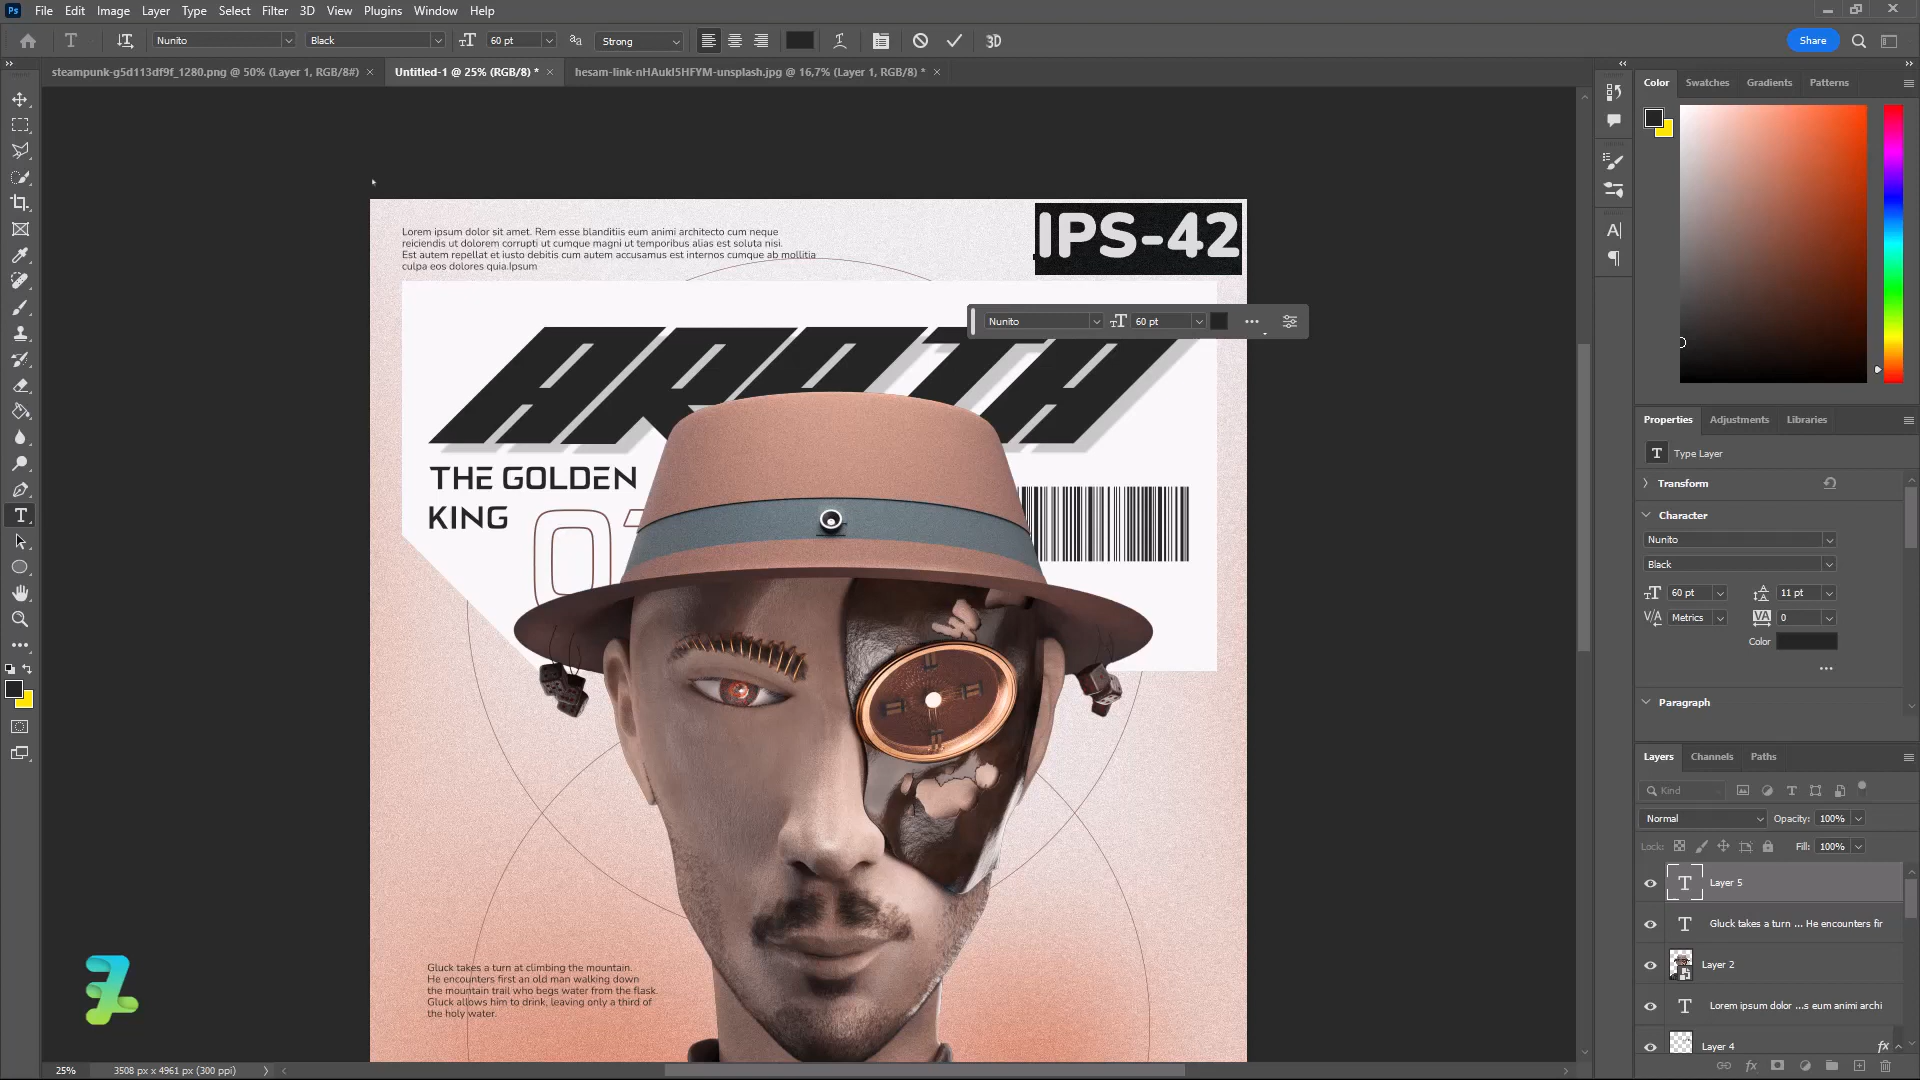 Ps File Edit Image Layer Type Select Filter 3D View Plugins Window Help
Nunito Black 60 pt Strong 3D Share
steampunk-g5d113df9f_1280.png @ 50% (Layer 1, RGB/8#) × Untitled-1 @ 25% (RGB/8) * × hesam-link-nHAukI5HFYM-unsplash.jpg @ 16,7% (Layer 1, RGB/8) * ×
Color Swatches Gradients Patterns
Lorem ipsum dolor sit amet. Rem esse blanditiis eum animi architecto cum neque
reiciendis ut dolorem corrupti ut cumque magni ut temporibus alias est soluta nisi.
Est autem repellat et iusto debitis cum autem accusamus est internos cumque ab mollitia
culpa eos dolores quia.Ipsum
IPS-42
Nunito 60 pt
THE GOLDEN
KING
Gluck takes a turn at climbing the mountain.
He encounters first an old man walking down
the mountain trail who begs water from the flask.
Gluck allows him to drink, leaving only a third of
the holy water.
Properties Adjustments Libraries
T Type Layer
Transform
Character
Nunito
Black
60 pt 11 pt
Metrics 0
Color
Paragraph
Layers Channels Paths
Kind
Normal Opacity: 100%
Lock: Fill: 100%
T Layer 5
T Gluck takes a turn ... He encounters fir
Layer 2
T Lorem ipsum dolor ...s eum animi archi
Layer 4 fx
25% 3508 px x 4961 px (300 ppi)